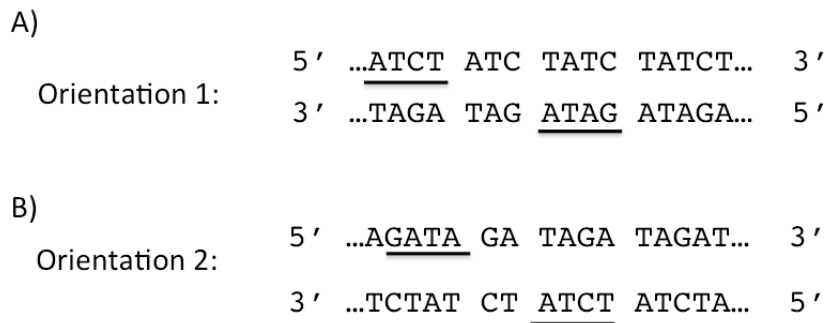 A)
5′ …ATCT ATC TATC TATCT… 3′
Orientation 1:
3′ …TAGA TAG ATAG ATAGA… 5′
B)
5′ …AGATA GA TAGA TAGAT… 3′
Orientation 2:
3′ …TCTAT CT ATCT ATCTA… 5′